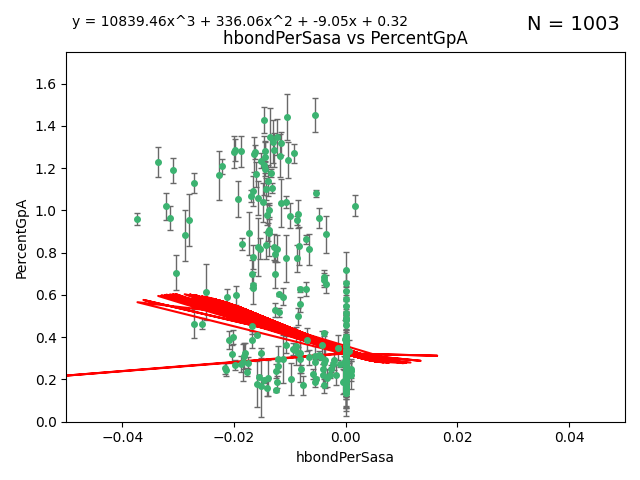 y = 10839.46x^3 + 336.06x^2 + -9.05x + 0.32
N = 1003
hbondPerSasa vs PercentGpA
1.6
1.4
1.2
1.0
0.8
0.6
0.4
0.2
0.0
PercentGpA
−0.04 −0.02 0.00 0.02 0.04
hbondPerSasa